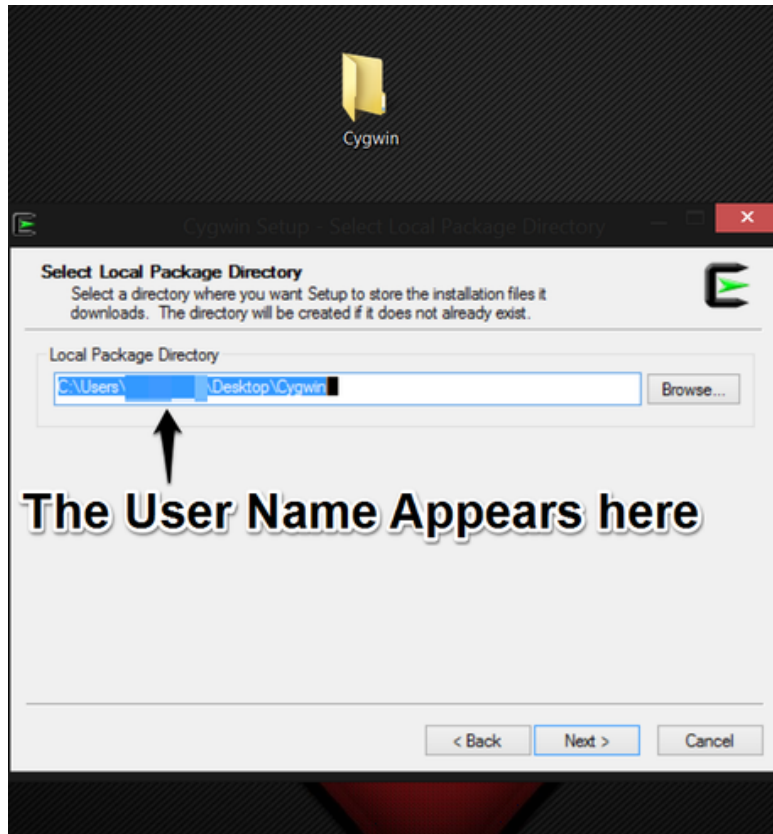 Cygwin
Cygwin Setup - Select Local Package Directory
Select Local Package Directory
Select a directory where you want Setup to store the installation files it
downloads. The directory will be created if it does not already exist.
Local Package Directory
C:\Users\ \Desktop\Cygwin
Browse...
The User Name Appears here
< Back
Next >
Cancel